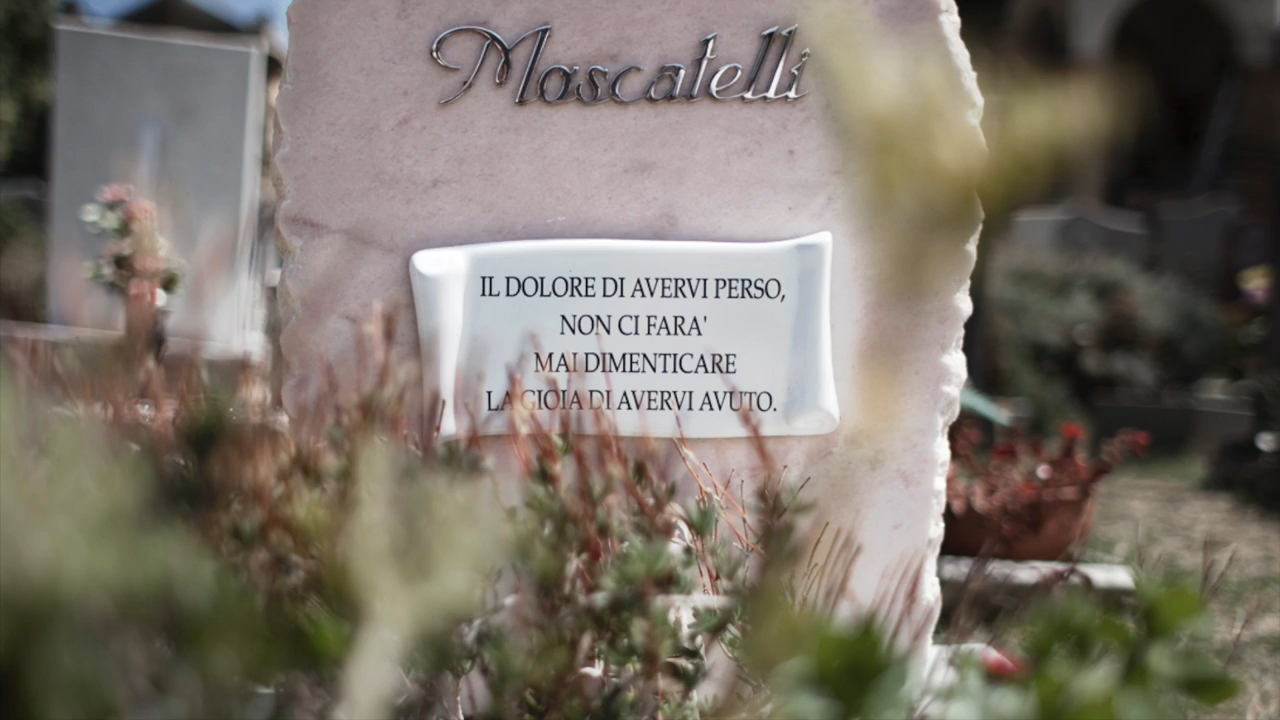 Moscatelli
IL DOLORE DI AVERVI PERSO,
NON CI FARA'
MAI DIMENTICARE
LA GIOIA DI AVERVI AVUTO.